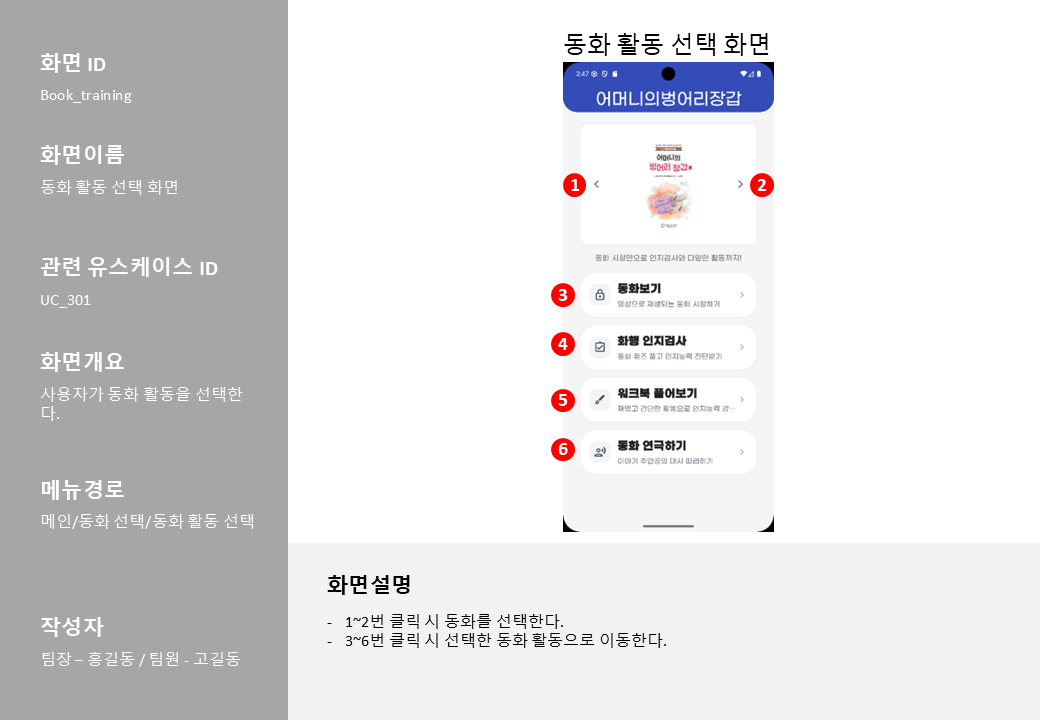 화면 ID
Book_training
화면이름
동화 활동 선택 화면
관련 유스케이스 ID
UC_301
화면개요
사용자가 동화 활동을 선택한
다.
메뉴경로
메인/동화 선택/동화 활동 선택
작성자
팀장 – 홍길동 / 팀원 - 고길동
동화 활동 선택 화면
3:47
어머니의벙어리장갑
어머니의
벙어리 장갑
1
2
동화 시청만으로 인지검사와 다양한 활동까지!
3
동화보기
영상으로 재생되는 동화 시청하기
4
화행 인지검사
동화 퀴즈 풀고 인지능력 진단받기
5
워크북 풀어보기
재밌고 간단한 활동으로 인지능력 강…
6
동화 연극하기
이야기 주인공의 대사 따라하기
화면설명
- 1~2번 클릭 시 동화를 선택한다.
- 3~6번 클릭 시 선택한 동화 활동으로 이동한다.